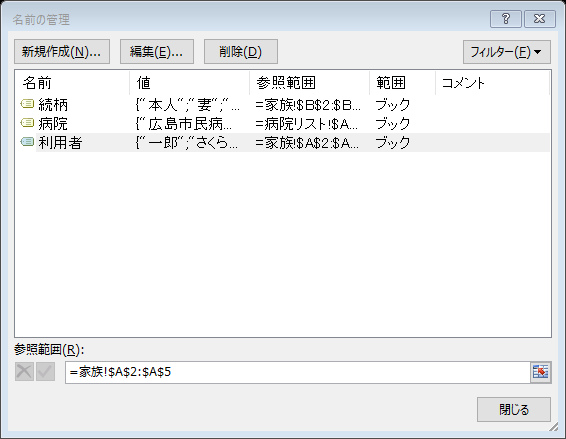 名前の管理
新規作成(N)... 編集(E)... 削除(D) フィルター(F)
名前 値 参照範囲 範囲 コメント
続柄 {"本人";"妻";"... =家族!$B$2:$B... ブック
病院 {"広島市民病... =病院リスト!$A... ブック
利用者 {"一郎";"さくら... =家族!$A$2:$A... ブック
参照範囲(R):
=家族!$A$2:$A$5
閉じる